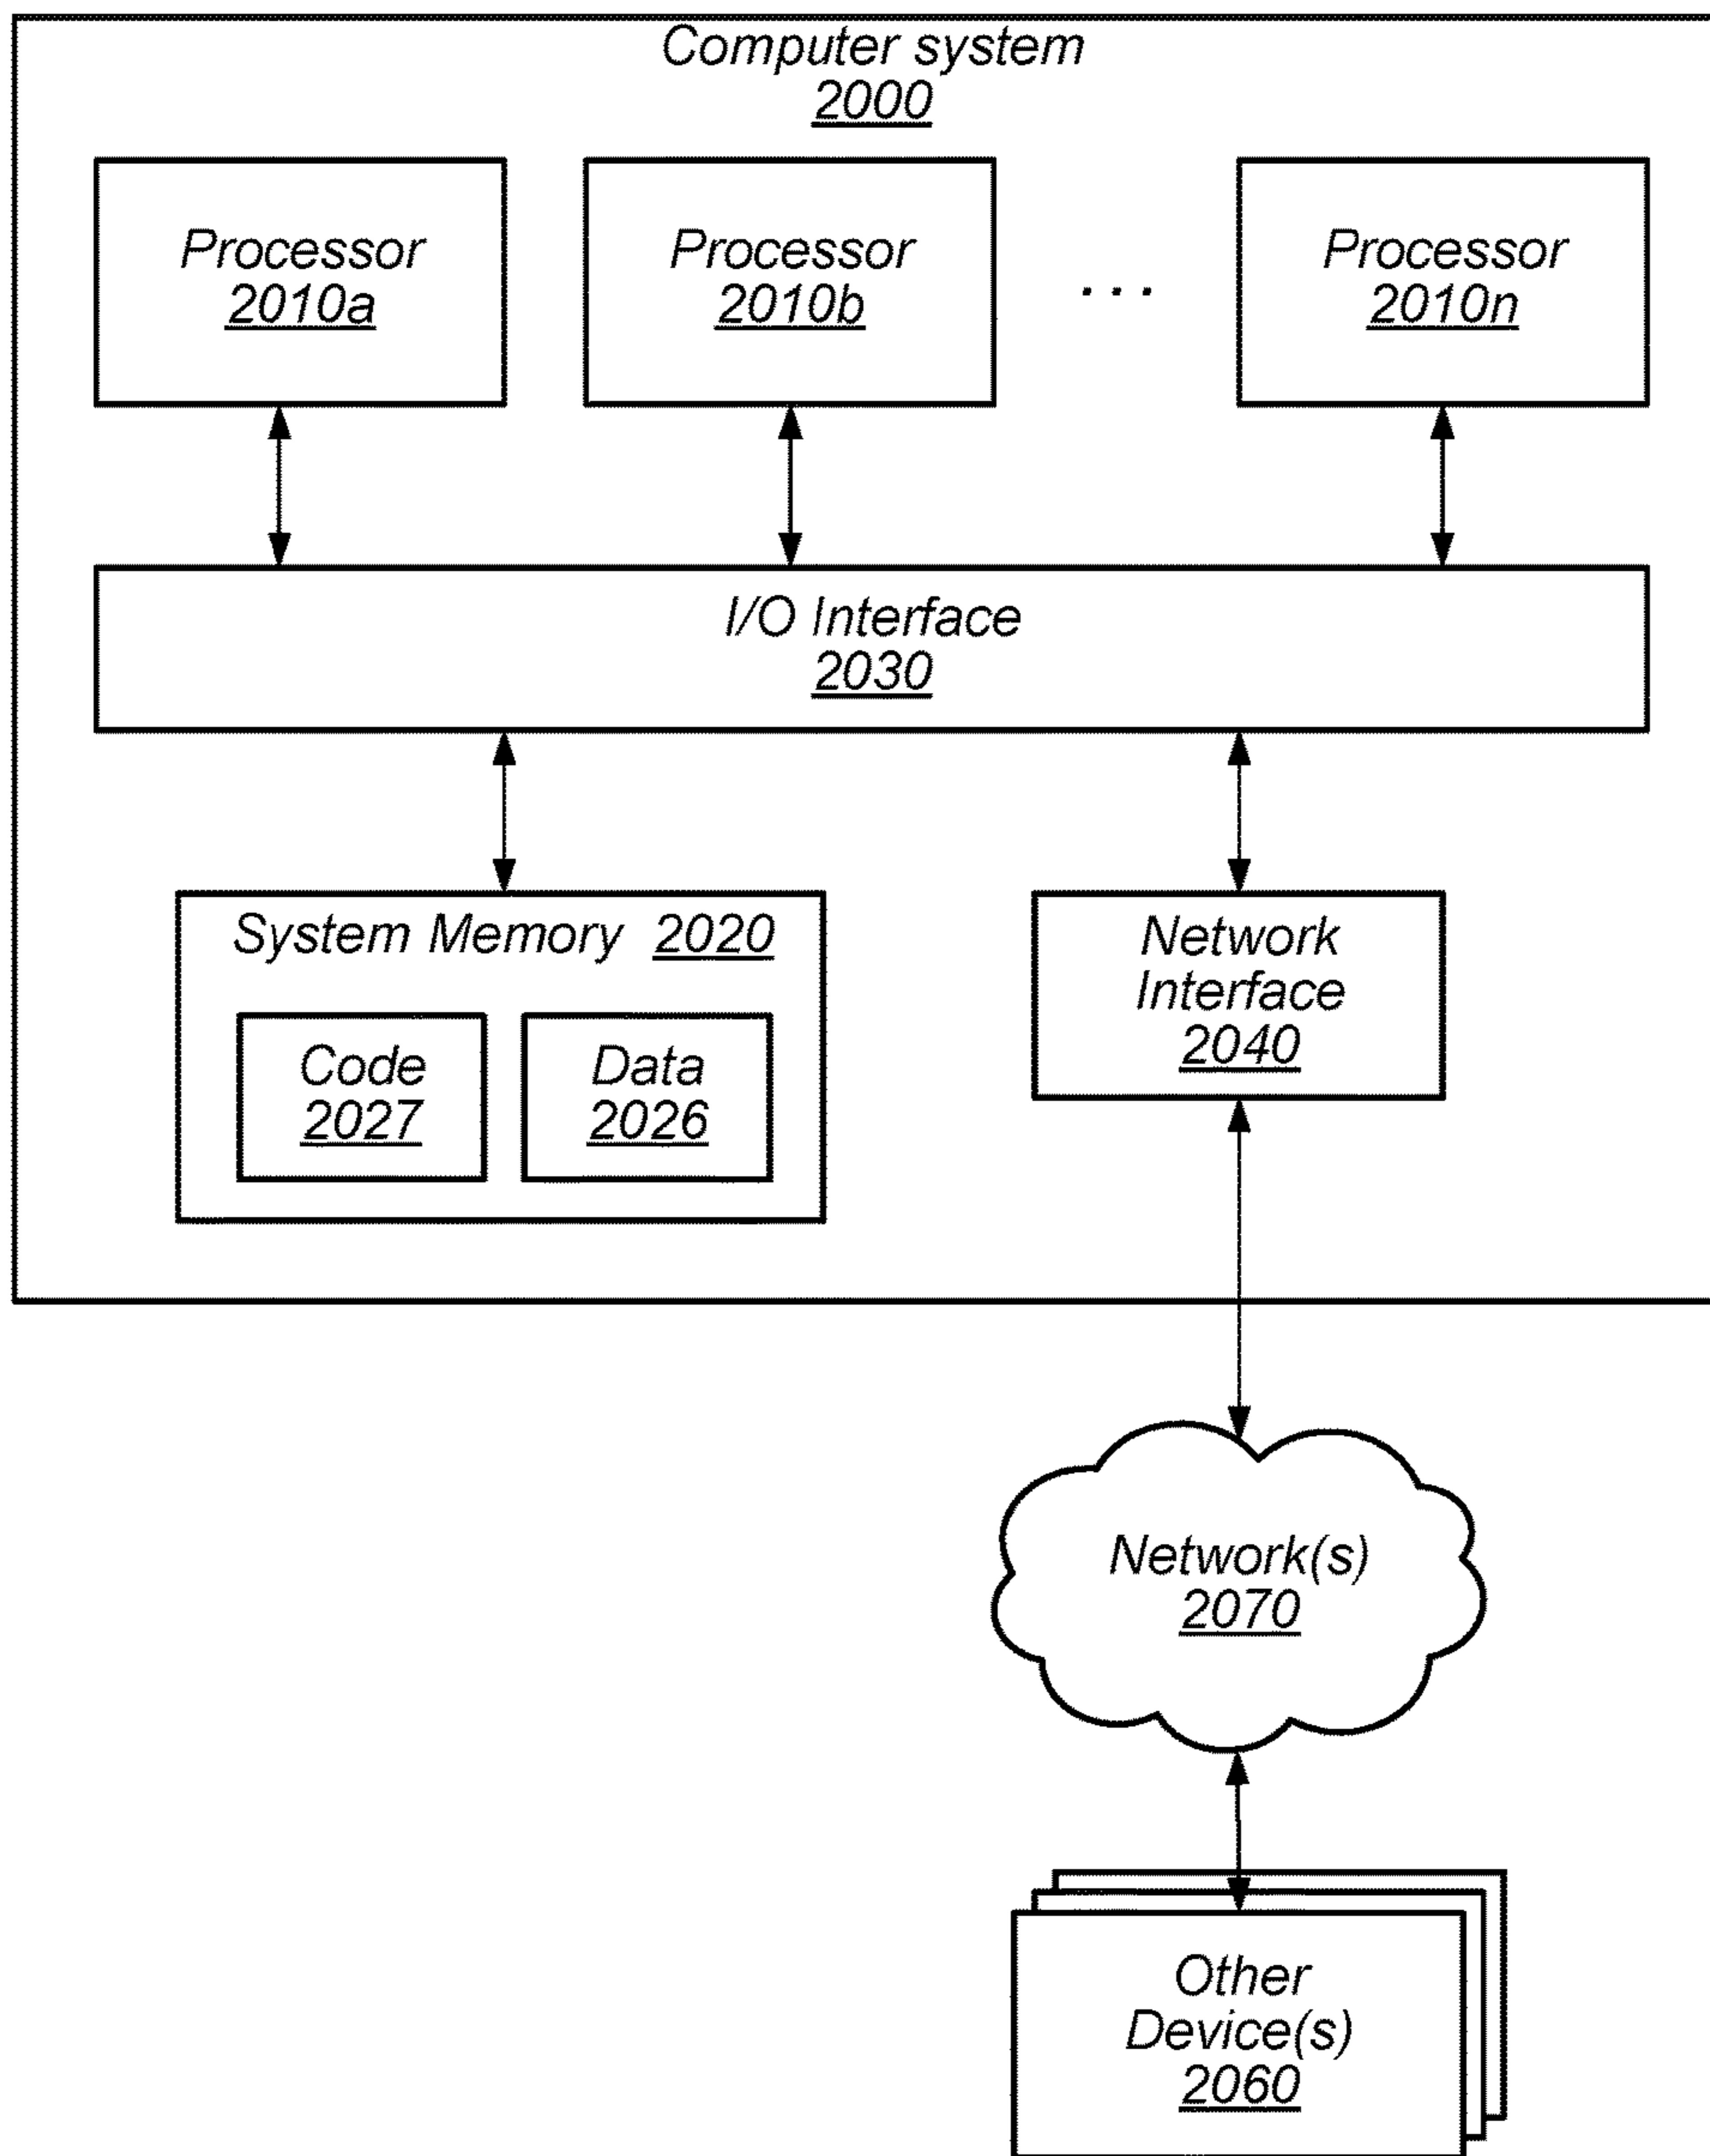 Computer system
2000
Processor
2010a
Processor
2010b
. . .
Processor
2010n
I/O Interface
2030
System Memory 2020
Code
2027
Data
2026
Network
Interface
2040
Network(s)
2070
Other
Device(s)
2060